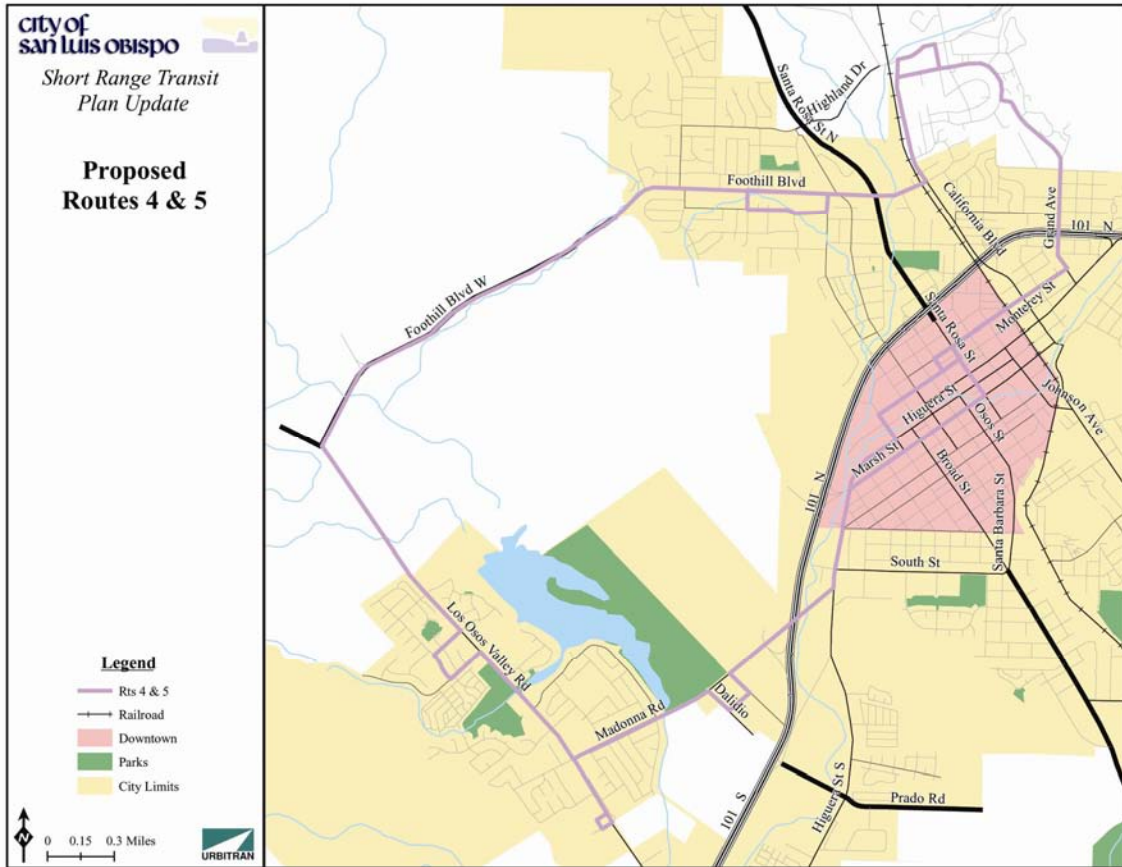 city of
san luis obispo
Short Range Transit
Plan Update
Proposed
Routes 4 & 5
Legend
Rts 4 & 5
Railroad
Downtown
Parks
City Limits
N
0 0.15 0.3 Miles
URBITRAN
Santa Rosa St N
Highland Dr
Foothill Blvd
California Blvd
Grand Ave
101 N
Foothill Blvd W
Santa Rosa St
Monterey St
Higuera St
Johnson Ave
Osos St
Marsh St
Broad St
101 N
Santa Barbara St
South St
Los Osos Valley Rd
Dalidio
Madonna Rd
101 S
Higuera St S
Prado Rd